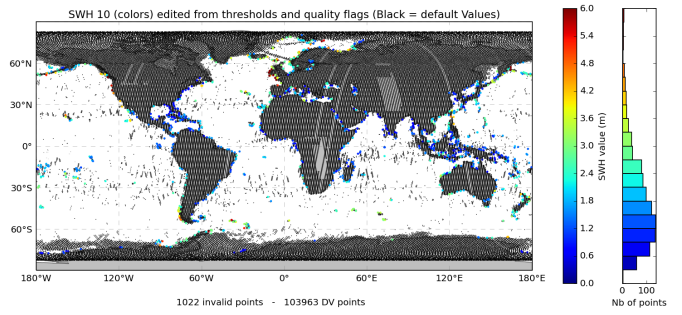 SWH 10 (colors) edited from thresholds and quality flags (Black = default Values)
60°N
30°N
0°
30°S
60°S
180°W
120°W
60°W
0°
60°E
120°E
180°E
1022 invalid points - 103963 DV points
6.0
5.4
4.8
4.2
3.6
3.0
2.4
1.8
1.2
0.6
0.0
SWH value (m)
0
100
Nb of points